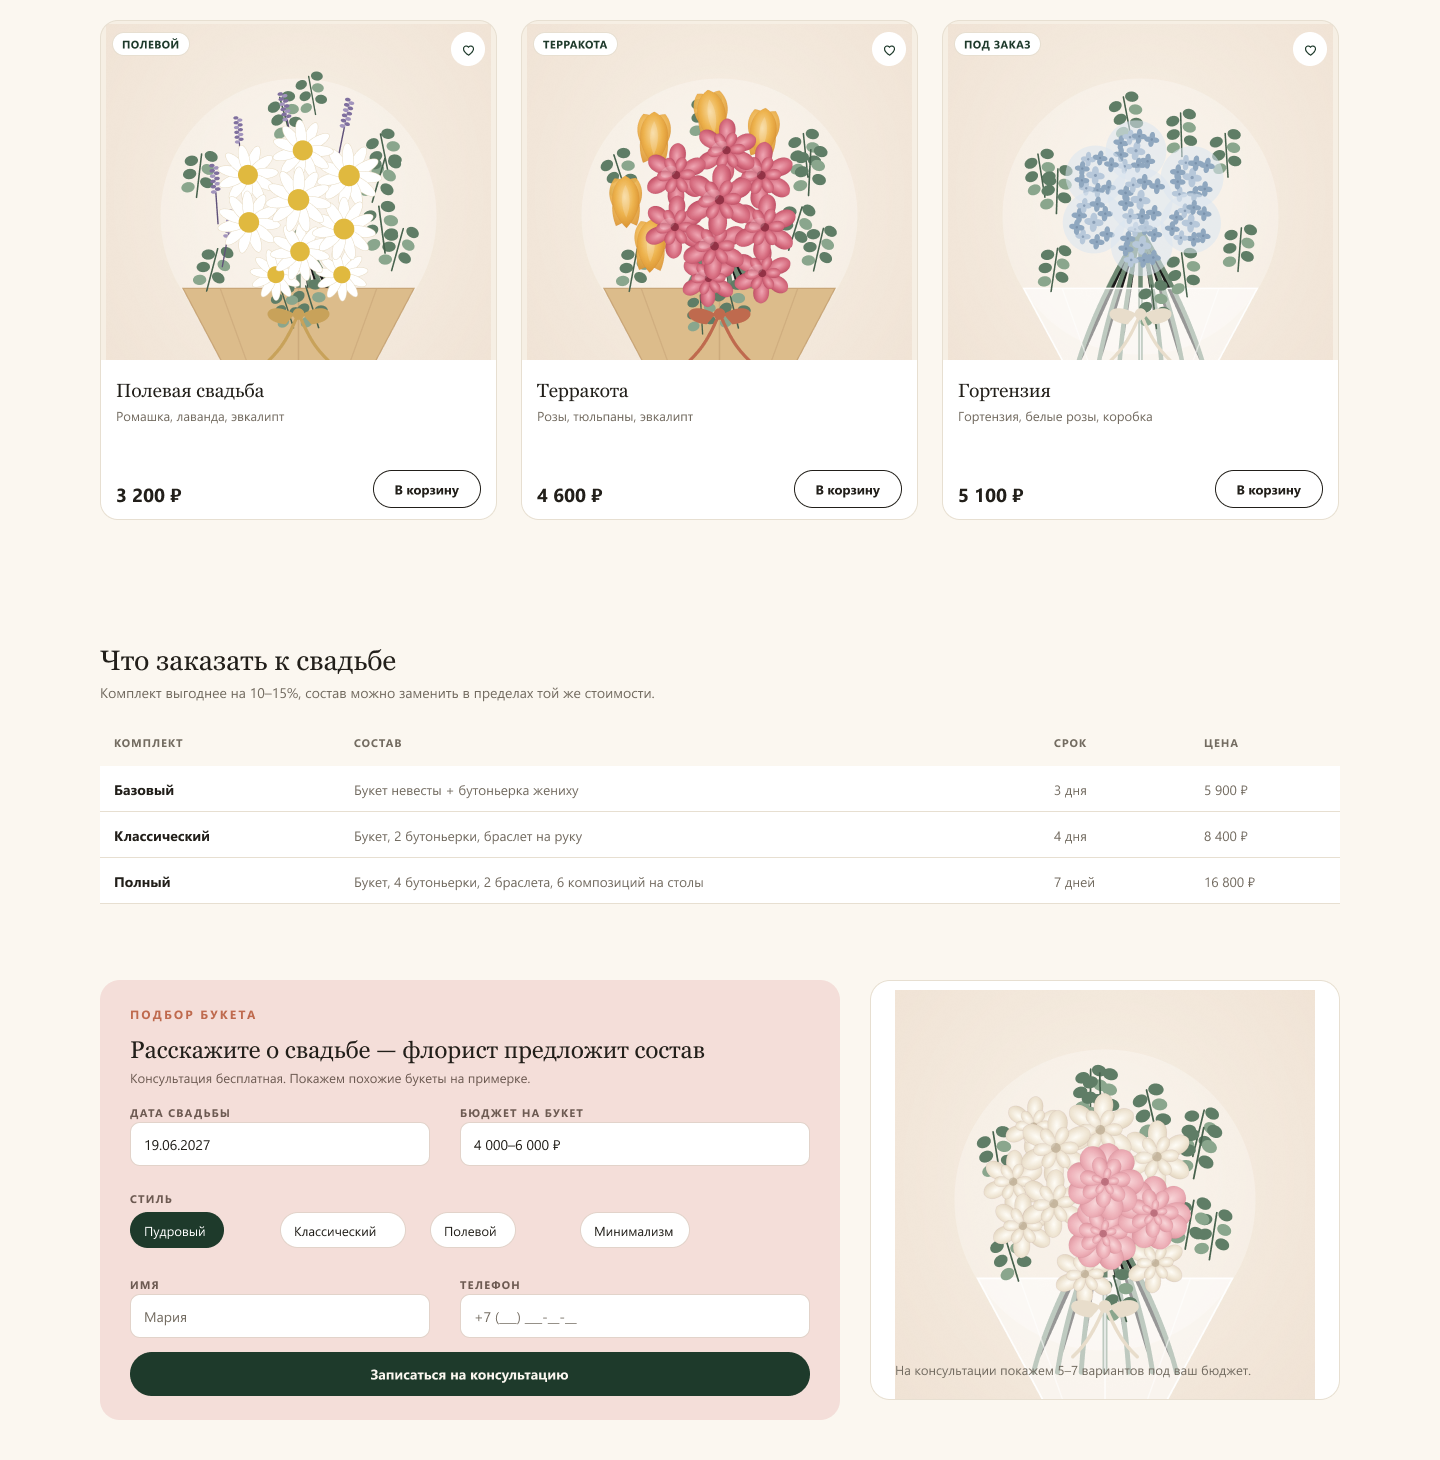 ПОЛЕВОЙ
ТЕРРАКОТА
ПОД ЗАКАЗ
Полевая свадьба
Ромашка, лаванда, эвкалипт
3 200 ₽
В корзину
Терракота
Розы, тюльпаны, эвкалипт
4 600 ₽
В корзину
Гортензия
Гортензия, белые розы, коробка
5 100 ₽
В корзину
Что заказать к свадьбе
Комплект выгоднее на 10–15%, состав можно заменить в пределах той же стоимости.
КОМПЛЕКТ СОСТАВ СРОК ЦЕНА
Базовый Букет невесты + бутоньерка жениху 3 дня 5 900 ₽
Классический Букет, 2 бутоньерки, браслет на руку 4 дня 8 400 ₽
Полный Букет, 4 бутоньерки, 2 браслета, 6 композиций на столы 7 дней 16 800 ₽
ПОДБОР БУКЕТА
Расскажите о свадьбе — флорист предложит состав
Консультация бесплатная. Покажем похожие букеты на примерке.
ДАТА СВАДЬБЫ БЮДЖЕТ НА БУКЕТ
19.06.2027 4 000–6 000 ₽
СТИЛЬ
Пудровый Классический Полевой Минимализм
ИМЯ ТЕЛЕФОН
Мария +7 (___) ___-__-__
Записаться на консультацию
На консультации покажем 5–7 вариантов под ваш бюджет.